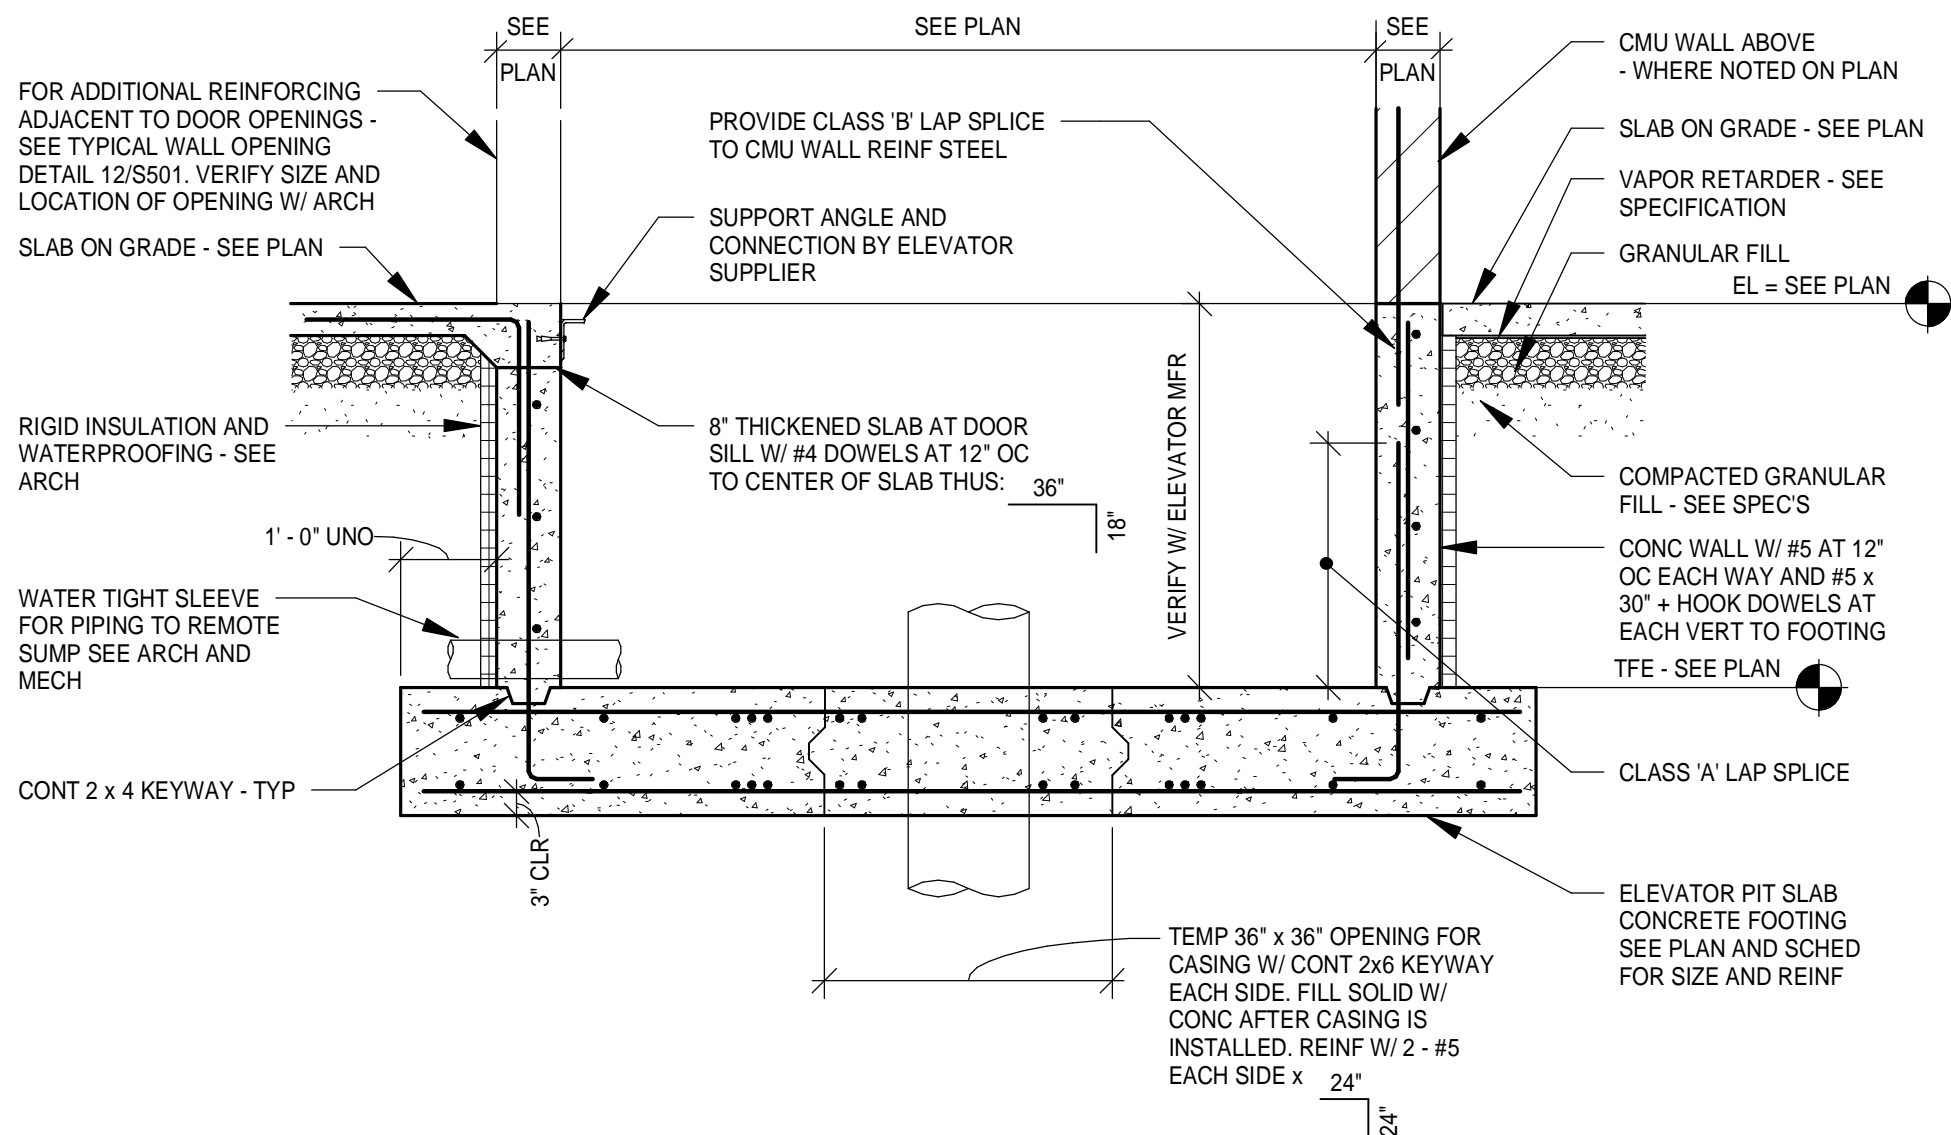 SEE
PLAN
SEE PLAN
SEE
PLAN
FOR ADDITIONAL REINFORCING
ADJACENT TO DOOR OPENINGS -
SEE TYPICAL WALL OPENING
DETAIL 12/S501. VERIFY SIZE AND
LOCATION OF OPENING W/ ARCH
SLAB ON GRADE - SEE PLAN
RIGID INSULATION AND
WATERPROOFING - SEE
ARCH
1' - 0" UNO
WATER TIGHT SLEEVE
FOR PIPING TO REMOTE
SUMP SEE ARCH AND
MECH
CONT 2 x 4 KEYWAY - TYP
3" CLR
PROVIDE CLASS 'B' LAP SPLICE
TO CMU WALL REINF STEEL
SUPPORT ANGLE AND
CONNECTION BY ELEVATOR
SUPPLIER
8" THICKENED SLAB AT DOOR
SILL W/ #4 DOWELS AT 12" OC
TO CENTER OF SLAB THUS:
36"
18"
VERIFY W/ ELEVATOR MFR
CMU WALL ABOVE
- WHERE NOTED ON PLAN
SLAB ON GRADE - SEE PLAN
VAPOR RETARDER - SEE
SPECIFICATION
GRANULAR FILL
EL = SEE PLAN
COMPACTED GRANULAR
FILL - SEE SPEC'S
CONC WALL W/ #5 AT 12"
OC EACH WAY AND #5 x
30" + HOOK DOWELS AT
EACH VERT TO FOOTING
TFE - SEE PLAN
CLASS 'A' LAP SPLICE
ELEVATOR PIT SLAB
CONCRETE FOOTING
SEE PLAN AND SCHED
FOR SIZE AND REINF
TEMP 36" x 36" OPENING FOR
CASING W/ CONT 2x6 KEYWAY
EACH SIDE. FILL SOLID W/
CONC AFTER CASING IS
INSTALLED. REINF W/ 2 - #5
EACH SIDE x
24"
24"